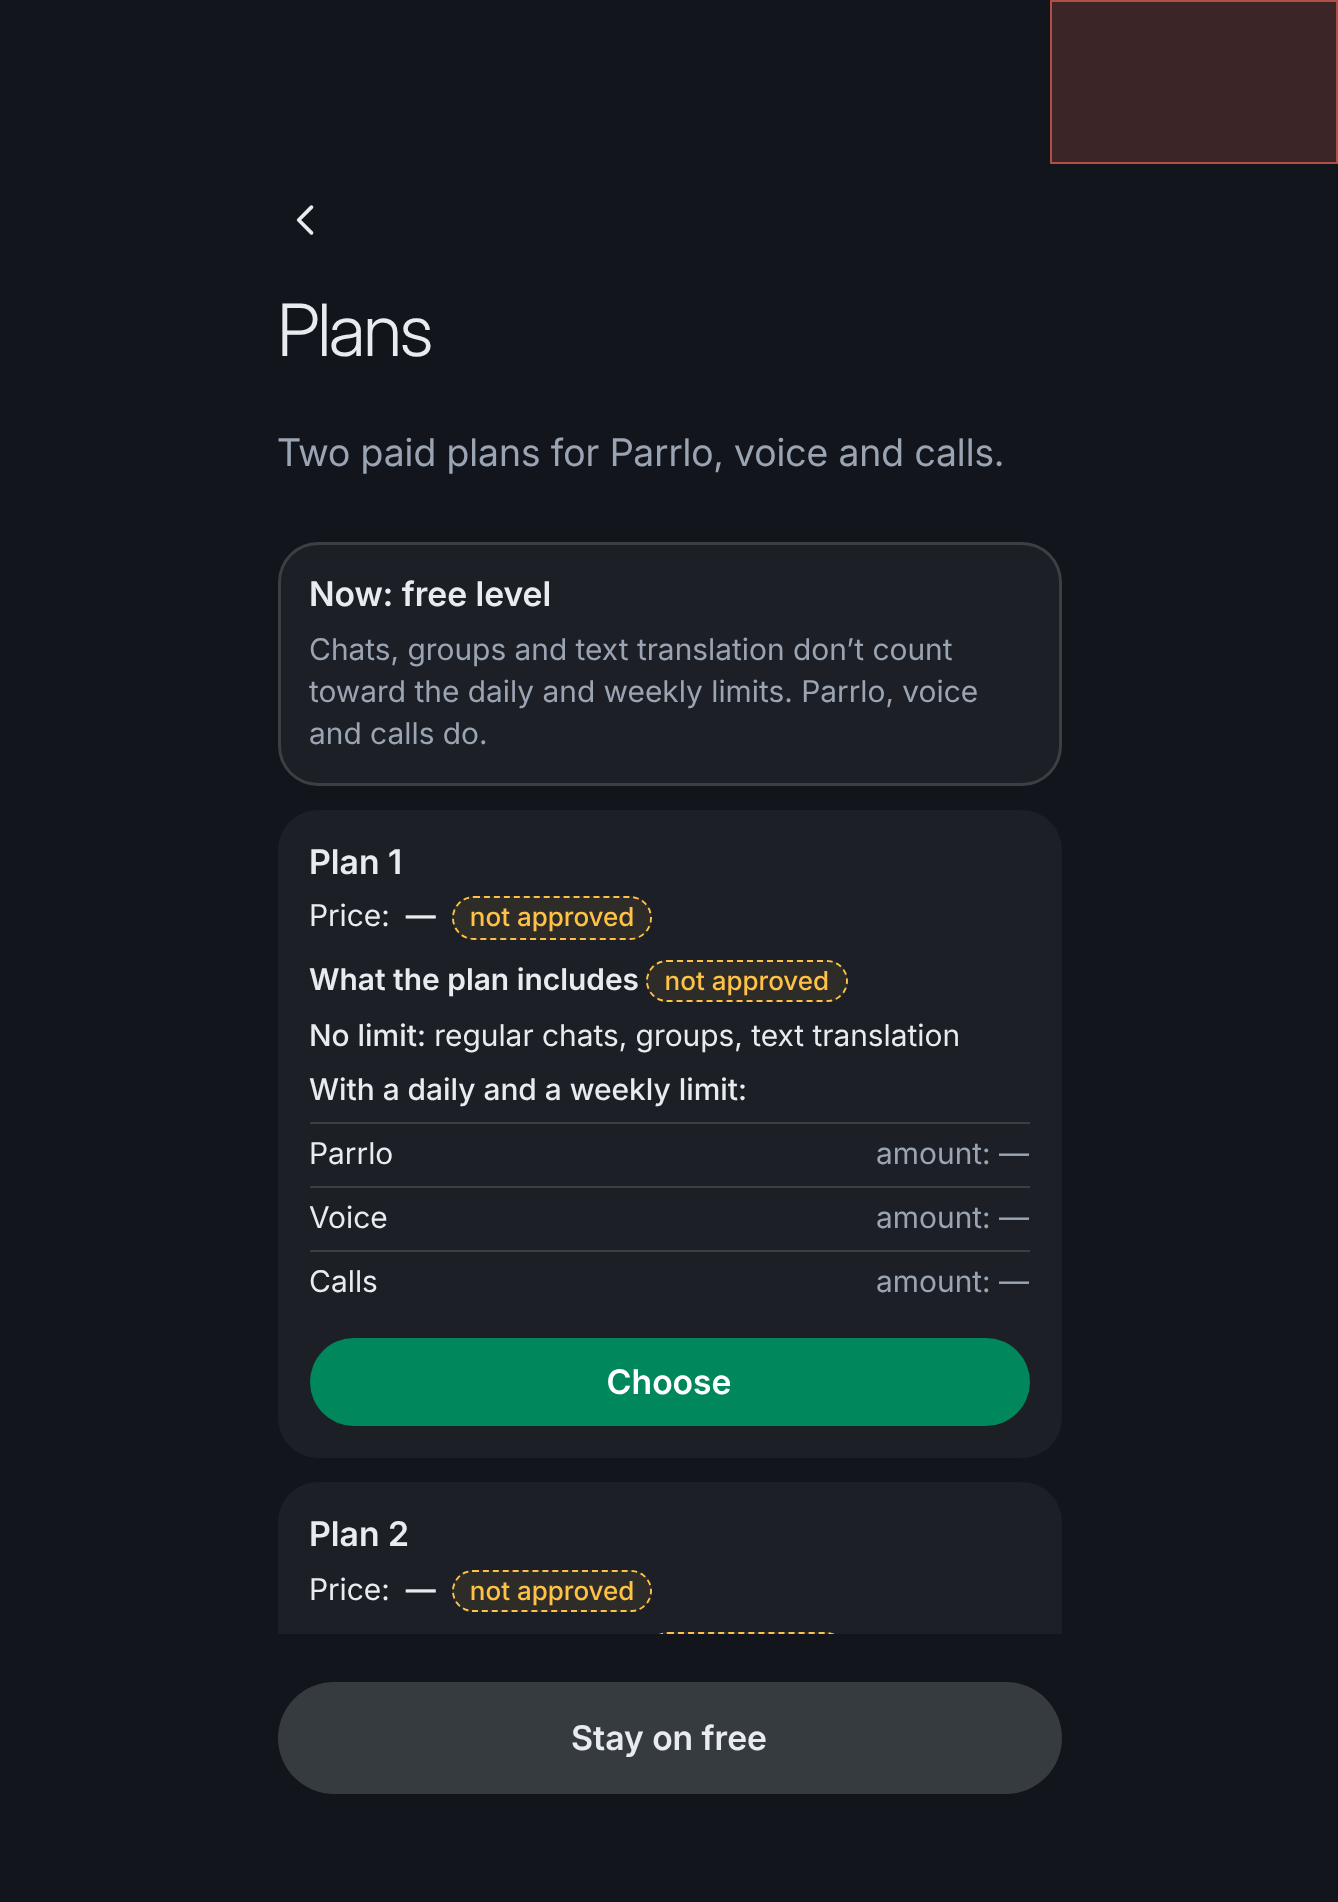 Plans
Two paid plans for Parrlo, voice and calls.
Now: free level
Chats, groups and text translation don’t count
toward the daily and weekly limits. Parrlo, voice
and calls do.
Plan 1
Price: — not approved
What the plan includes not approved
No limit: regular chats, groups, text translation
With a daily and a weekly limit:
Parrlo amount: —
Voice amount: —
Calls amount: —
Choose
Plan 2
Price: — not approved
Stay on free